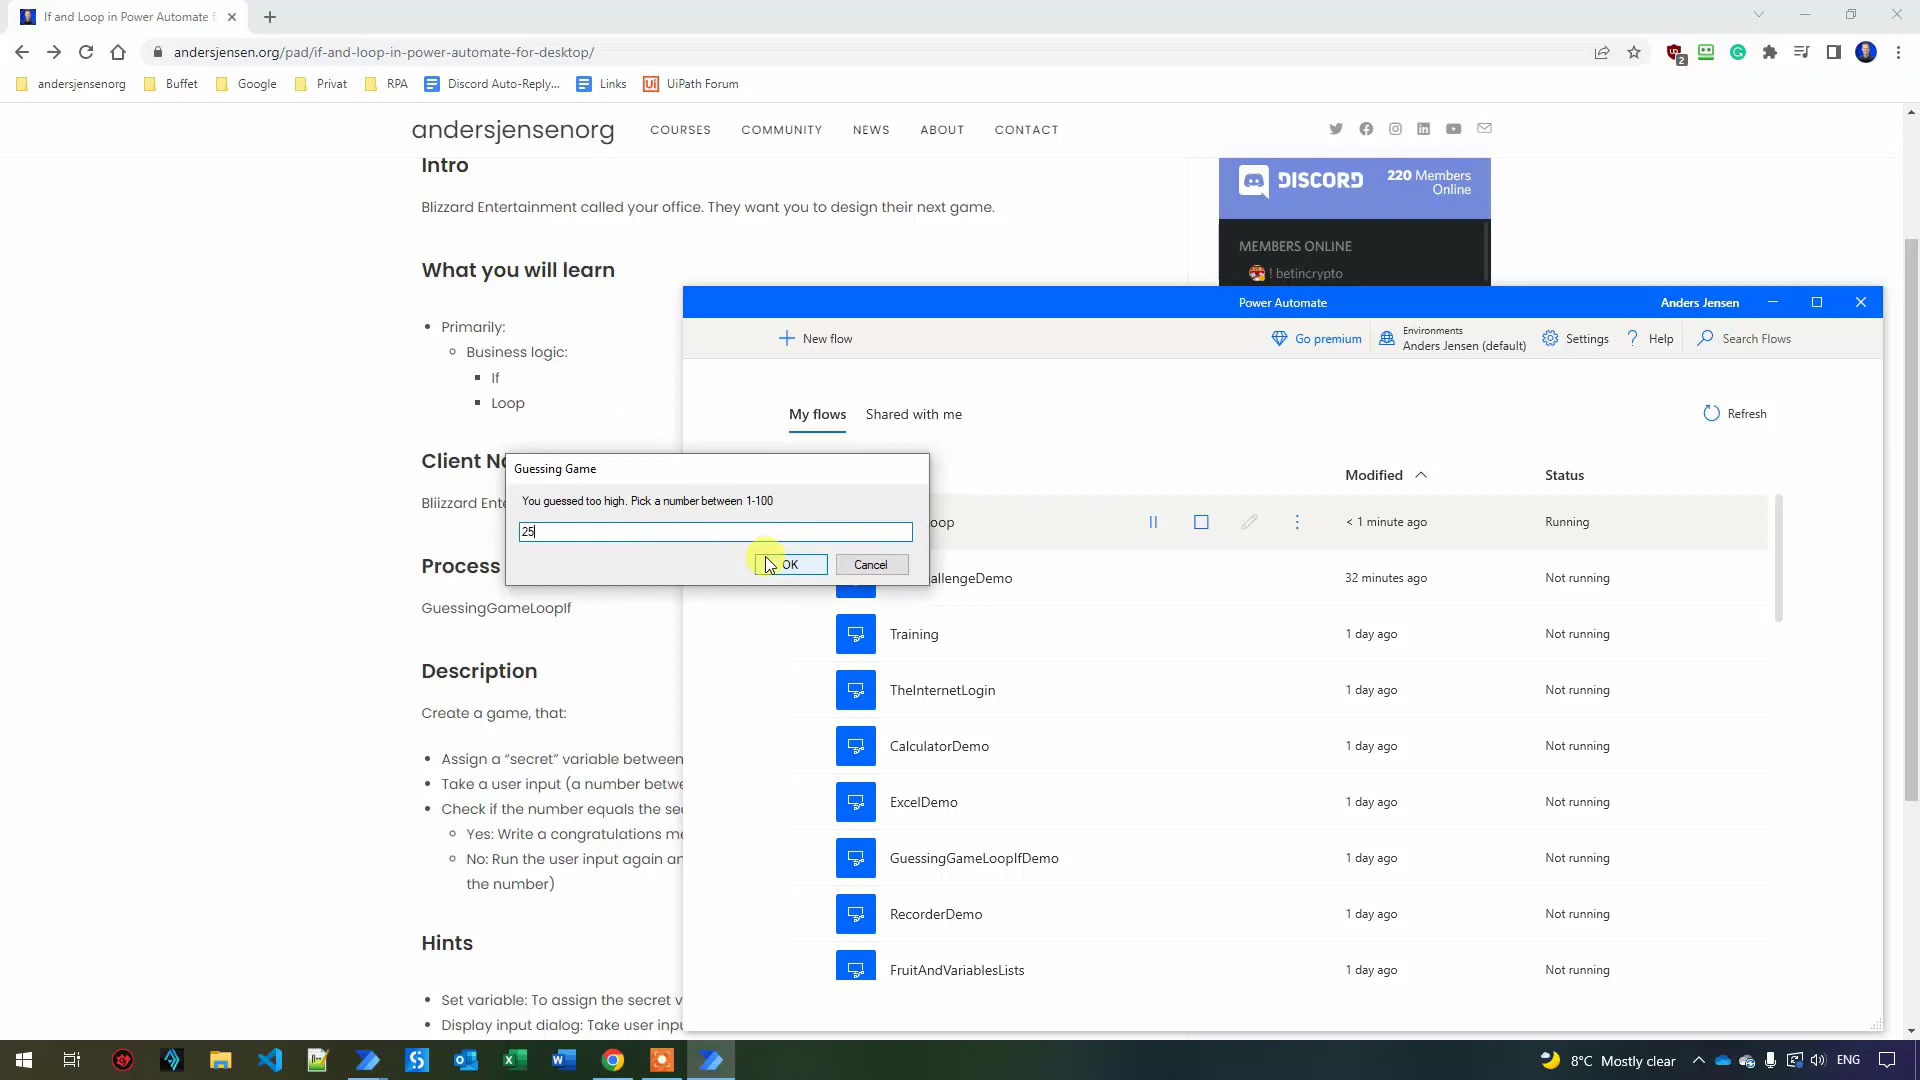 If and Loop in Power Automate f
andersjensen.org/pad/if-and-loop-in-power-automate-for-desktop/
2
andersjensenorg
Buffet
Google
Privat
RPA
Discord Auto-Reply...
Links
UiPath Forum
andersjensenorg
COURSES
COMMUNITY
NEWS
ABOUT
CONTACT
Intro
Blizzard Entertainment called your office. They want you to design their next game.
What you will learn
Primarily:
Business logic:
If
Loop
Client N
Bliizzard Ente
Process
GuessingGameLoopIf
Description
Create a game, that:
Assign a “secret” variable between
Take a user input (a number betwe
Check if the number equals the sec
Yes: Write a congratulations me
No: Run the user input again an
the number)
Hints
Set variable: To assign the secret v
Display input dialog: Take user inpu
DISCORD
220 Members
Online
MEMBERS ONLINE
! betincrypto
Power Automate
Anders Jensen
New flow
Go premium
Environments
Anders Jensen (default)
Settings
Help
Search Flows
My flows
Shared with me
Refresh
Modified
Status
oop
< 1 minute ago
Running
allengeDemo
32 minutes ago
Not running
Training
1 day ago
Not running
TheInternetLogin
1 day ago
Not running
CalculatorDemo
1 day ago
Not running
ExcelDemo
1 day ago
Not running
GuessingGameLoopIfDemo
1 day ago
Not running
RecorderDemo
1 day ago
Not running
FruitAndVariablesLists
1 day ago
Not running
Guessing Game
You guessed too high. Pick a number between 1-100
25
OK
Cancel
8°C Mostly clear
ENG